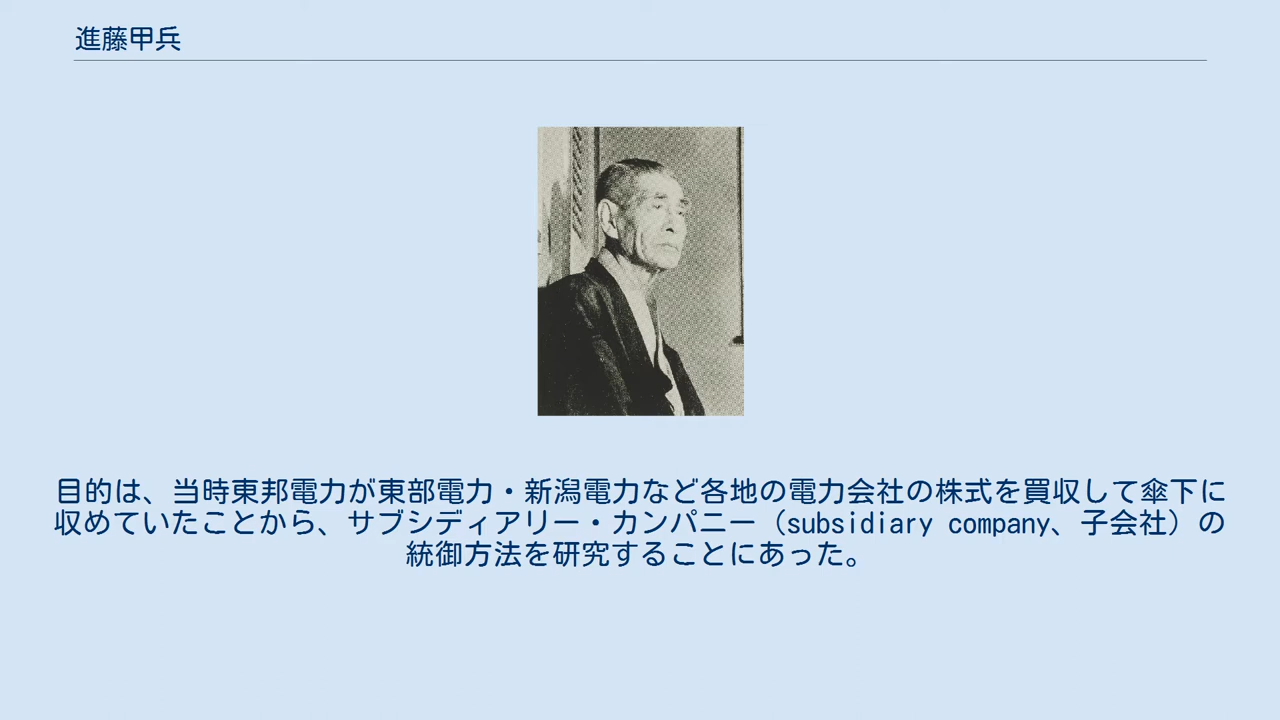 進藤甲兵
目的は、当時東邦電力が東部電力・新潟電力など各地の電力会社の株式を買収して傘下に
収めていたことから、サブシディアリー・カンパニー（subsidiary company、子会社）の
統御方法を研究することにあった。